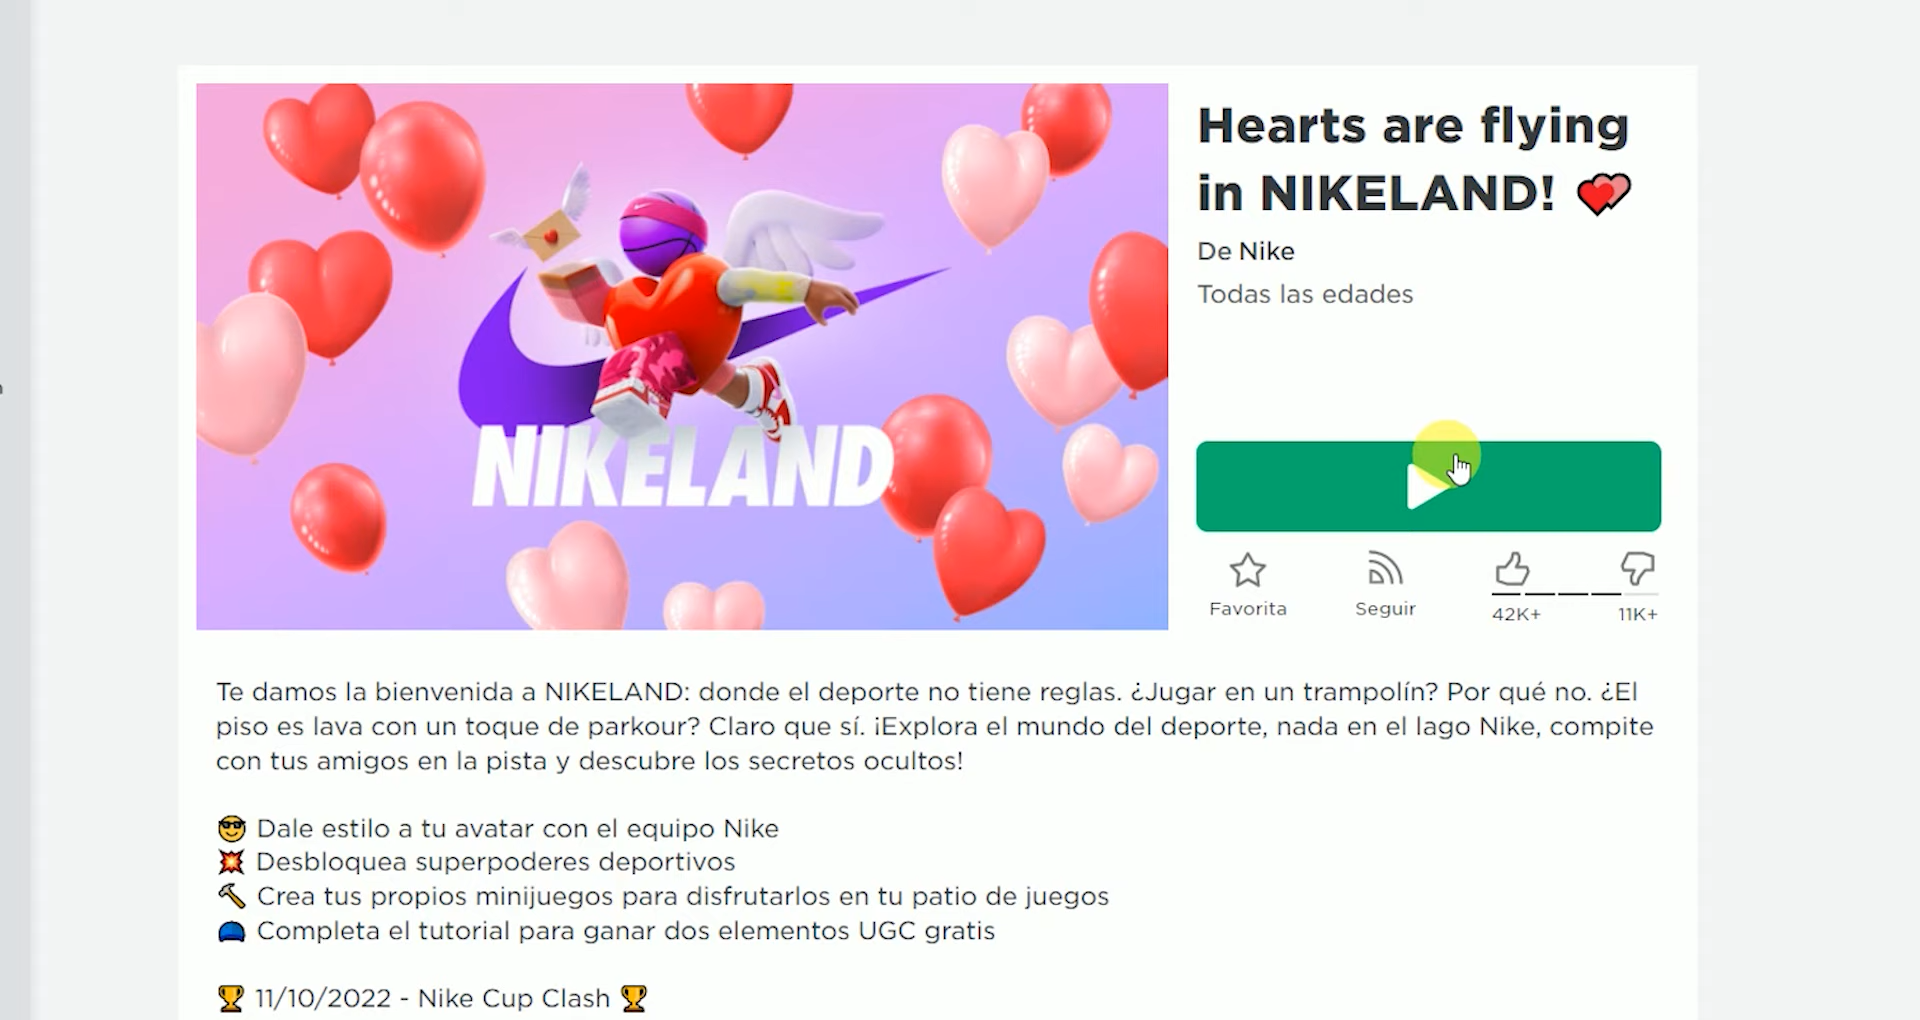 NIKELAND
Hearts are flying
in NIKELAND! 💕
De Nike
Todas las edades
Favorita
Seguir
42K+
11K+
Te damos la bienvenida a NIKELAND: donde el deporte no tiene reglas. ¿Jugar en un trampolín? Por qué no. ¿El
piso es lava con un toque de parkour? Claro que sí. ¡Explora el mundo del deporte, nada en el lago Nike, compite
con tus amigos en la pista y descubre los secretos ocultos!
😎 Dale estilo a tu avatar con el equipo Nike
💥 Desbloquea superpoderes deportivos
🔨 Crea tus propios minijuegos para disfrutarlos en tu patio de juegos
🧢 Completa el tutorial para ganar dos elementos UGC gratis
🏆 11/10/2022 - Nike Cup Clash 🏆